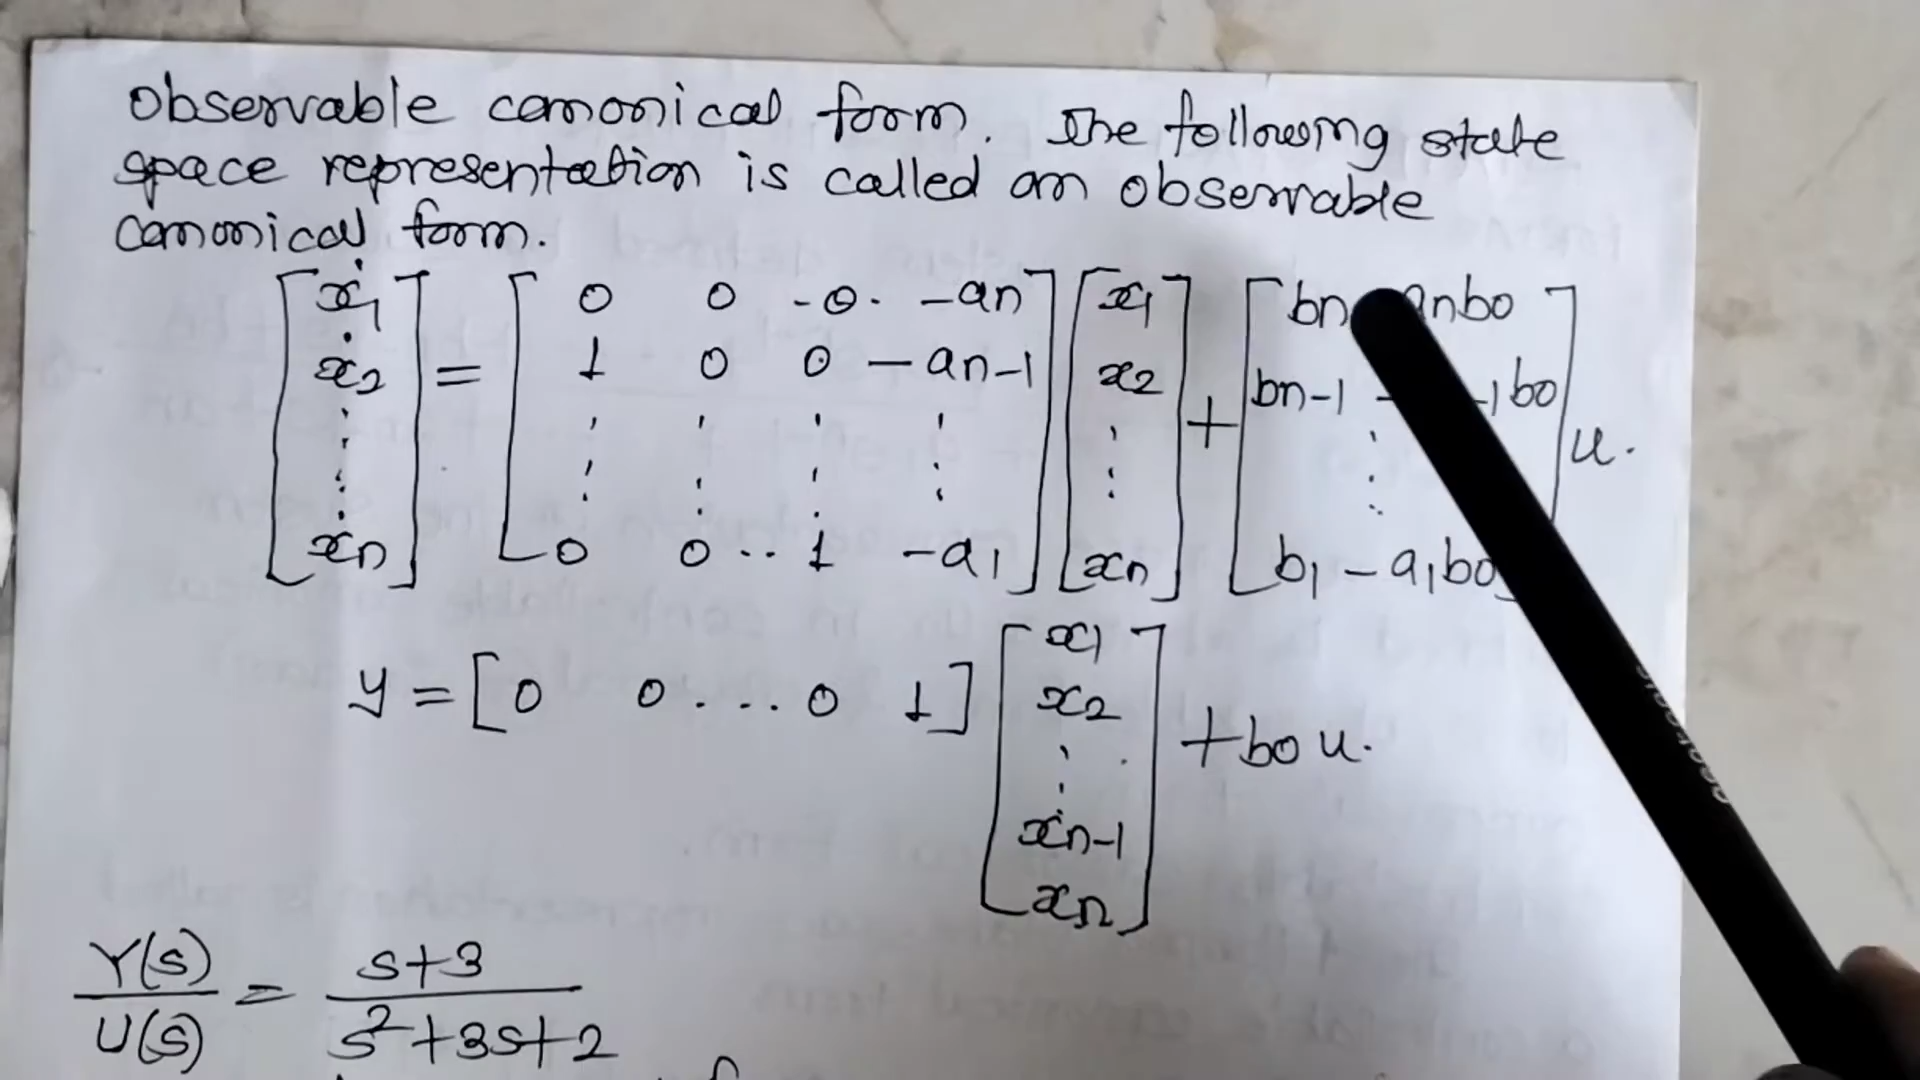 Observable canonical form. The following state
space representation is called an observable
canonical form.
[ẋ1 ẋ2 ⋮ ẋn] = [0 0 -0- -an; 1 0 0 -an-1; ⋮ ⋮ ⋮ ⋮; 0 0 .. 1 -a1] [x1 x2 ⋮ xn] + [bn anbo; bn-1 - -1bo; ⋮; b1 - a1bo] u.
y = [0 0 .... 0 1] [x1 x2 ⋮ xn-1 xn] + bo u.
Y(s)/U(s) = s+3/s²+3s+2